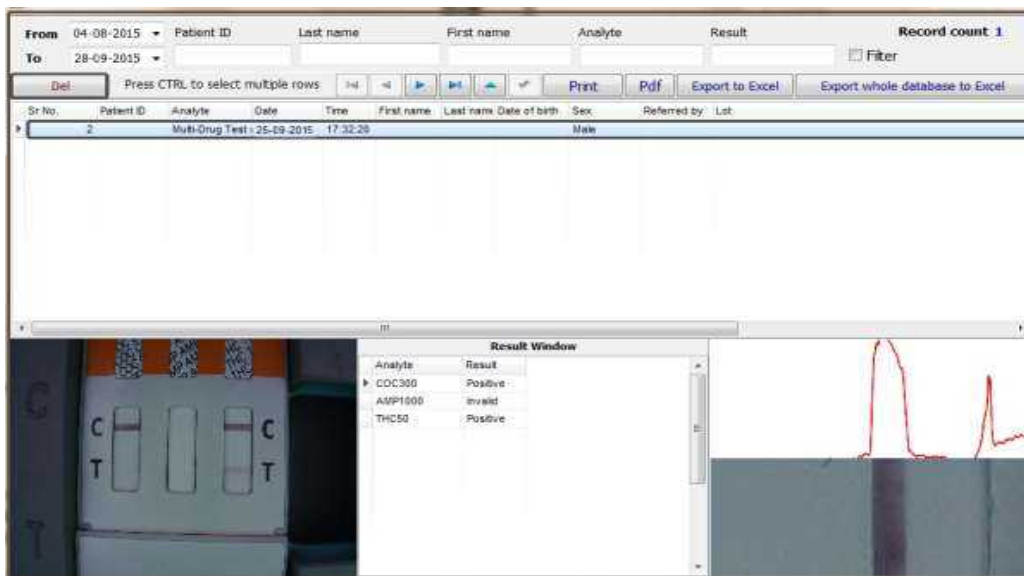 From 04-08-2015 Patient ID Last name First name Analyte Result Record count 1
To 28-09-2015 Filter
Del Press CTRL to select multiple rows Print Pdf Export to Excel Export whole database to Excel
Sr No. Patient ID Analyte Date Time First name Last name Date of birth Sex Referred by Lot
2 Multi-Drug Test 25-09-2015 17:32:20 Male
Result Window
Analyte Result
COC300 Positive
AMP1000 Invalid
THC50 Positive
C
T
C C
T T